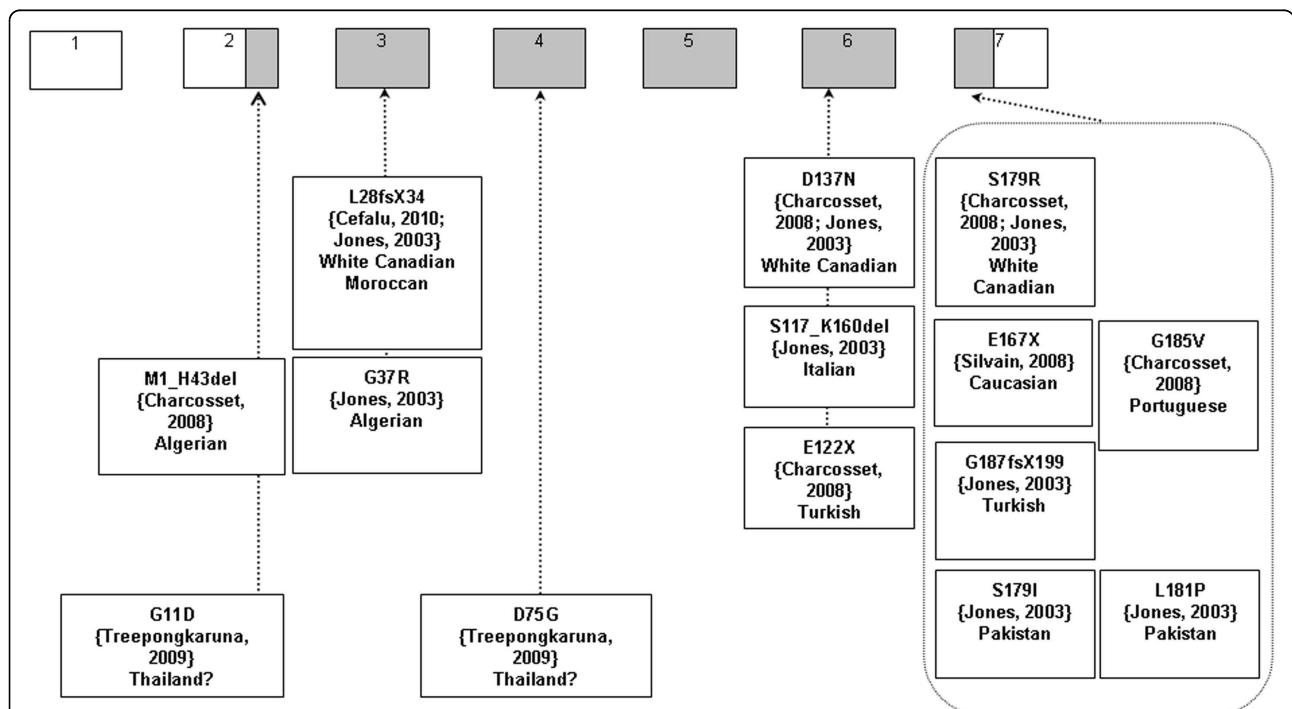 1
2
3
4
5
6
7
L28fsX34
{Cefalu, 2010;
Jones, 2003}
White Canadian
Moroccan
M1_H43del
{Charcosset,
2008}
Algerian
G37R
{Jones, 2003}
Algerian
G11D
{Treepongkaruna,
2009}
Thailand?
D75G
{Treepongkaruna,
2009}
Thailand?
D137N
{Charcosset,
2008; Jones,
2003}
White Canadian
S117_K160del
{Jones, 2003}
Italian
E122X
{Charcosset,
2008}
Turkish
S179R
{Charcosset,
2008; Jones,
2003}
White
Canadian
E167X
{Silvain, 2008}
Caucasian
G185V
{Charcosset,
2008}
Portuguese
G187fsX199
{Jones, 2003}
Turkish
S179I
{Jones, 2003}
Pakistan
L181P
{Jones, 2003}
Pakistan